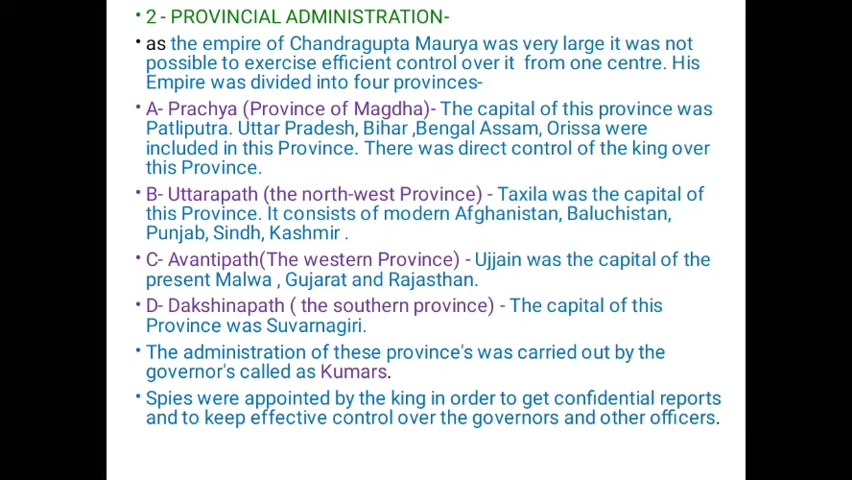 • 2 - PROVINCIAL ADMINISTRATION-
• as the empire of Chandragupta Maurya was very large it was not
possible to exercise efficient control over it from one centre. His
Empire was divided into four provinces-
• A- Prachya (Province of Magdha)- The capital of this province was
Patliputra. Uttar Pradesh, Bihar ,Bengal Assam, Orissa were
included in this Province. There was direct control of the king over
this Province.
• B- Uttarapath (the north-west Province) - Taxila was the capital of
this Province. It consists of modern Afghanistan, Baluchistan,
Punjab, Sindh, Kashmir .
• C- Avantipath(The western Province) - Ujjain was the capital of the
present Malwa , Gujarat and Rajasthan.
• D- Dakshinapath ( the southern province) - The capital of this
Province was Suvarnagiri.
• The administration of these province's was carried out by the
governor's called as Kumars.
• Spies were appointed by the king in order to get confidential reports
and to keep effective control over the governors and other officers.